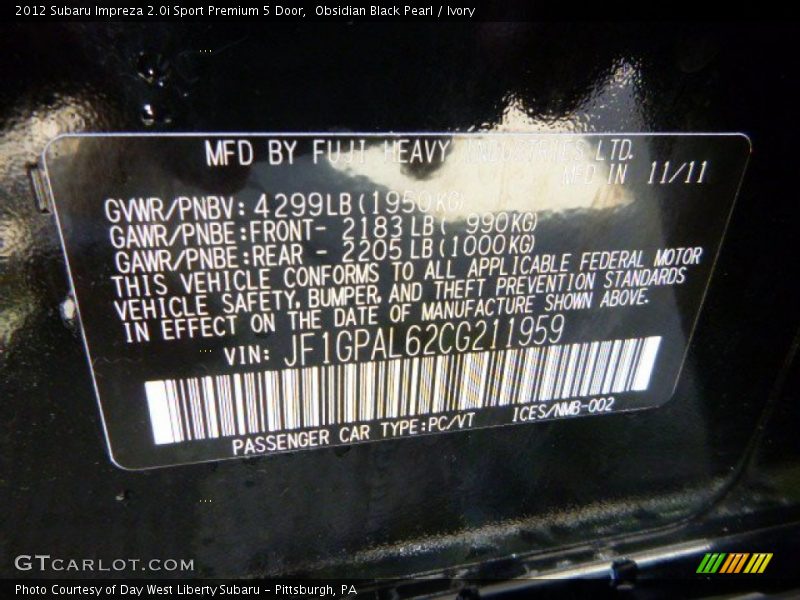 2012 Subaru Impreza 2.0i Sport Premium 5 Door,  Obsidian Black Pearl / Ivory
MFD BY FUJI HEAVY INDUSTRIES LTD.
MFD IN 11/11
GVWR/PNBV: 4299LB(1950KG)
GAWR/PNBE:FRONT- 2183LB( 990KG)
GAWR/PNBE:REAR - 2205LB(1000KG)
THIS VEHICLE CONFORMS TO ALL APPLICABLE FEDERAL MOTOR
VEHICLE SAFETY, BUMPER, AND THEFT PREVENTION STANDARDS
IN EFFECT ON THE DATE OF MANUFACTURE SHOWN ABOVE.
VIN: JF1GPAL62CG211959
PASSENGER CAR TYPE:PC/VT ICES/NMB-002
GTCARLOT.COM
Photo Courtesy of Day West Liberty Subaru - Pittsburgh, PA